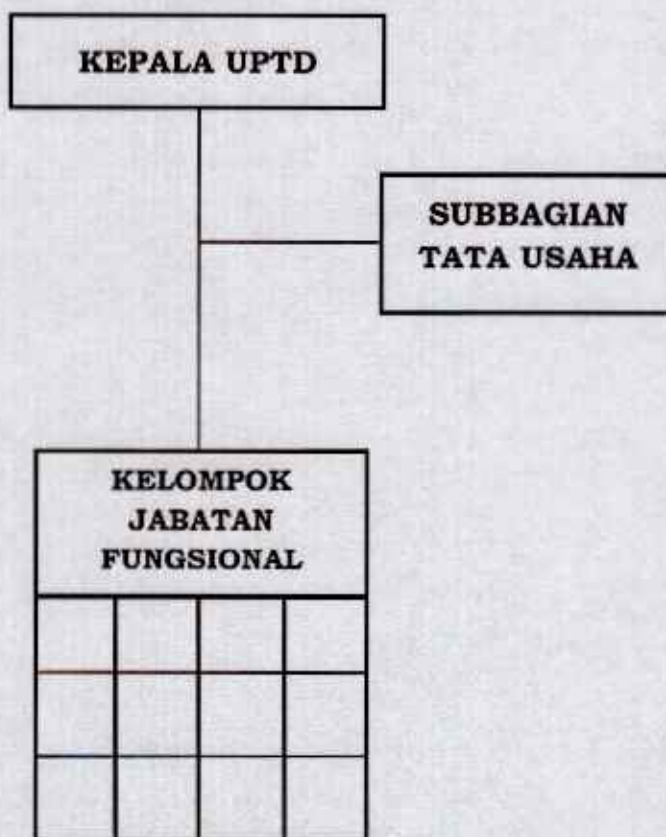 KEPALA UPTD
SUBBAGIAN
TATA USAHA
KELOMPOK
JABATAN
FUNGSIONAL